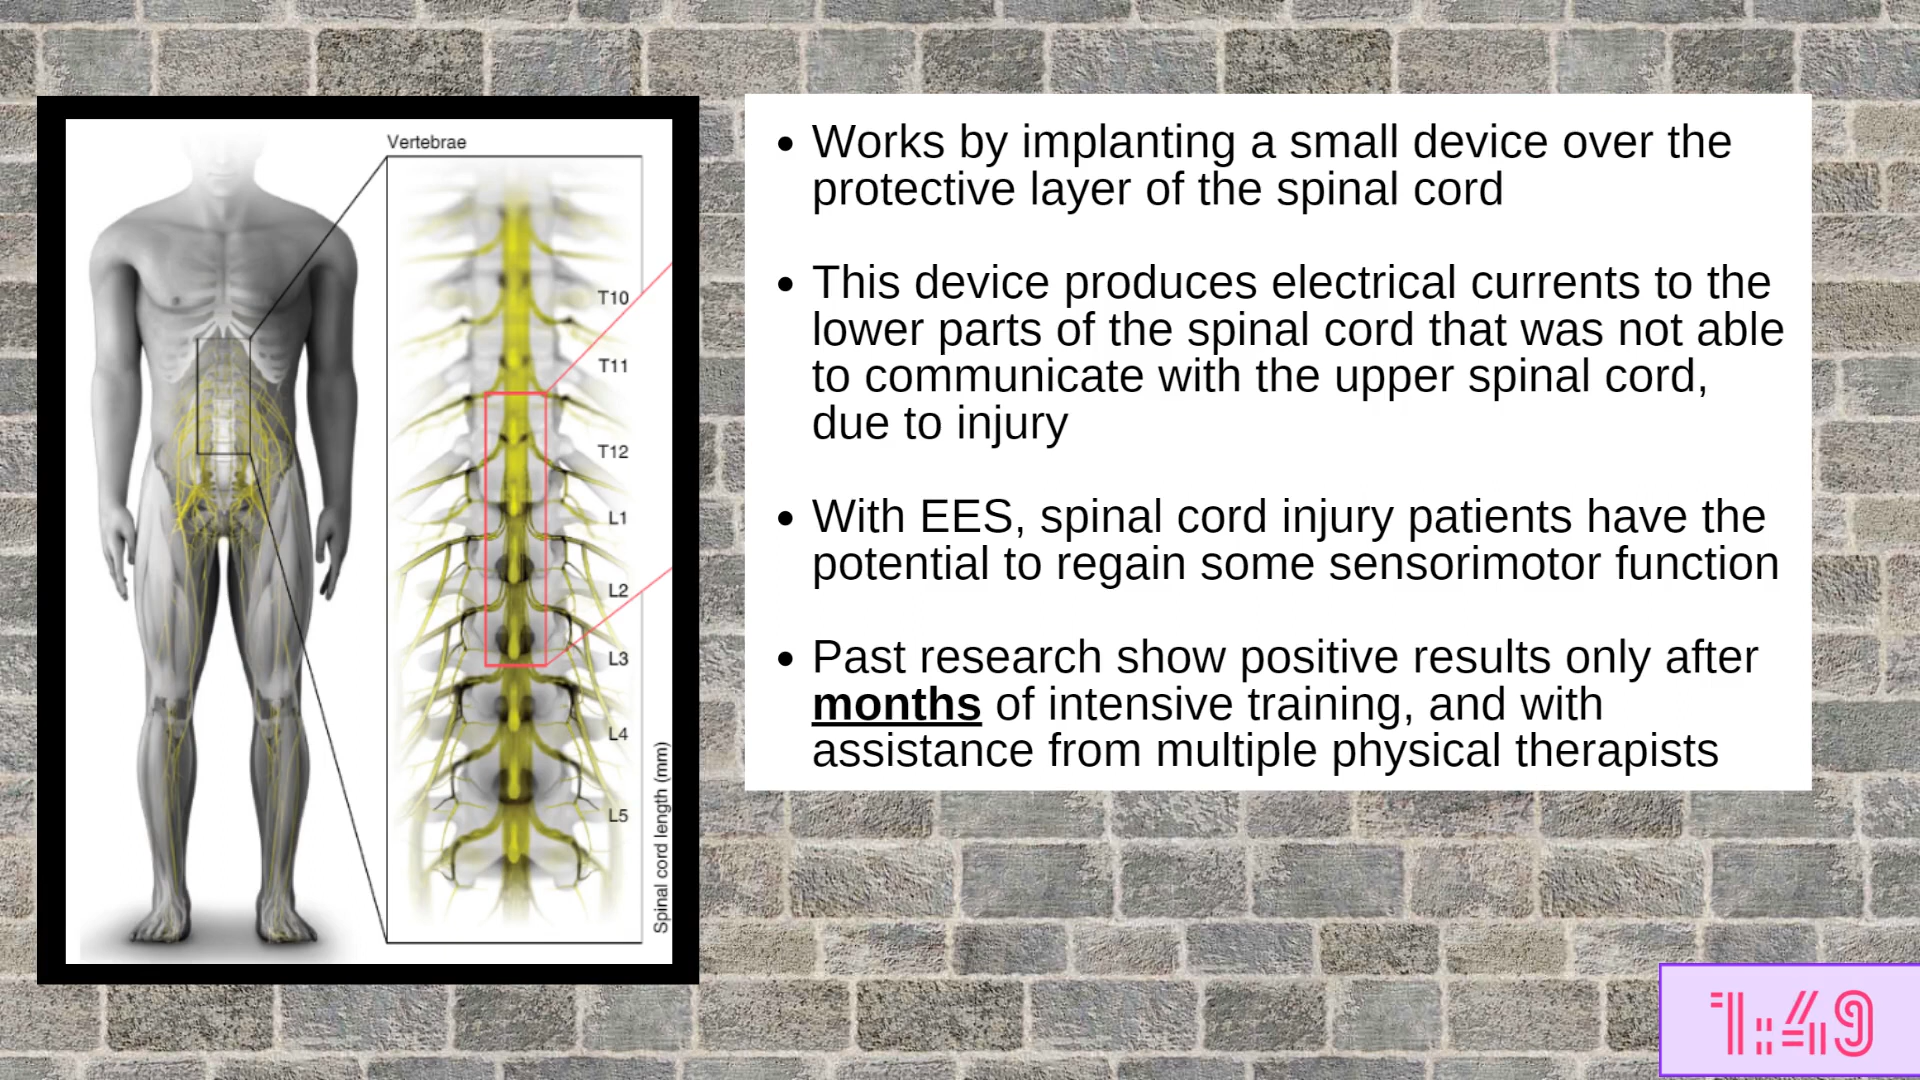 Vertebrae
T10
T11
T12
L1
L2
L3
L4
L5
Spinal cord length (mm)
• Works by implanting a small device over the
protective layer of the spinal cord
• This device produces electrical currents to the
lower parts of the spinal cord that was not able
to communicate with the upper spinal cord,
due to injury
• With EES, spinal cord injury patients have the
potential to regain some sensorimotor function
• Past research show positive results only after
months of intensive training, and with
assistance from multiple physical therapists
1:49